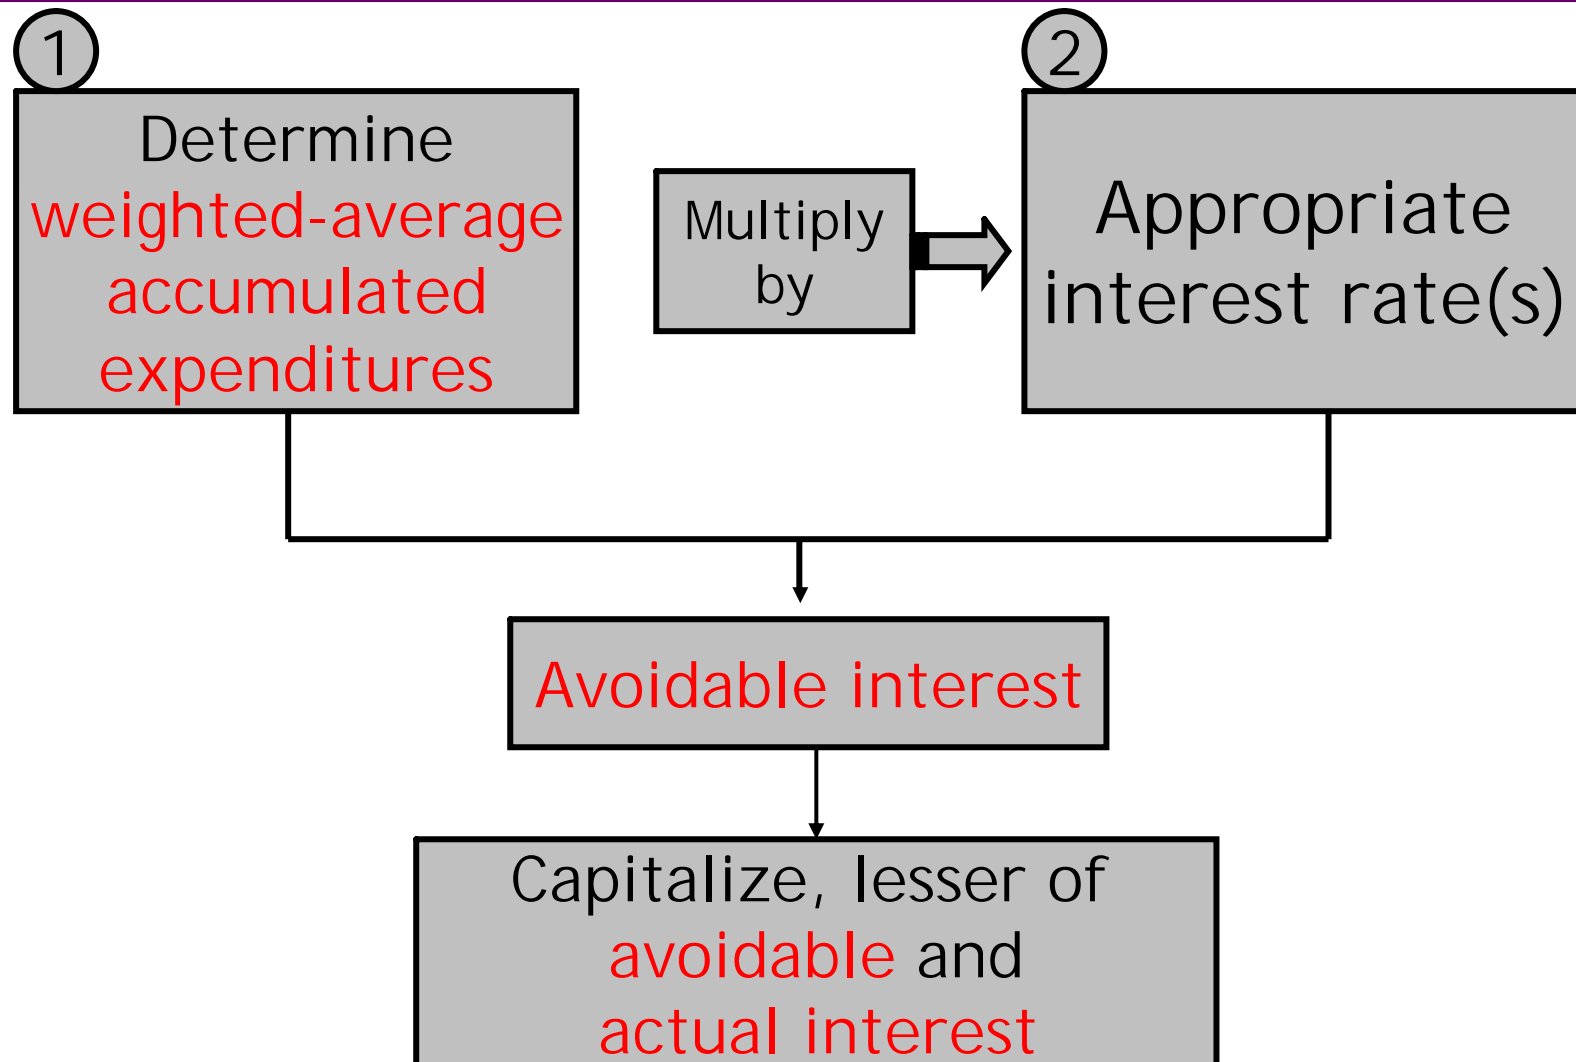 1
Determine
weighted-average
accumulated
expenditures
Multiply
by
2
Appropriate
interest rate(s)
Avoidable interest
Capitalize, lesser of
avoidable and
actual interest